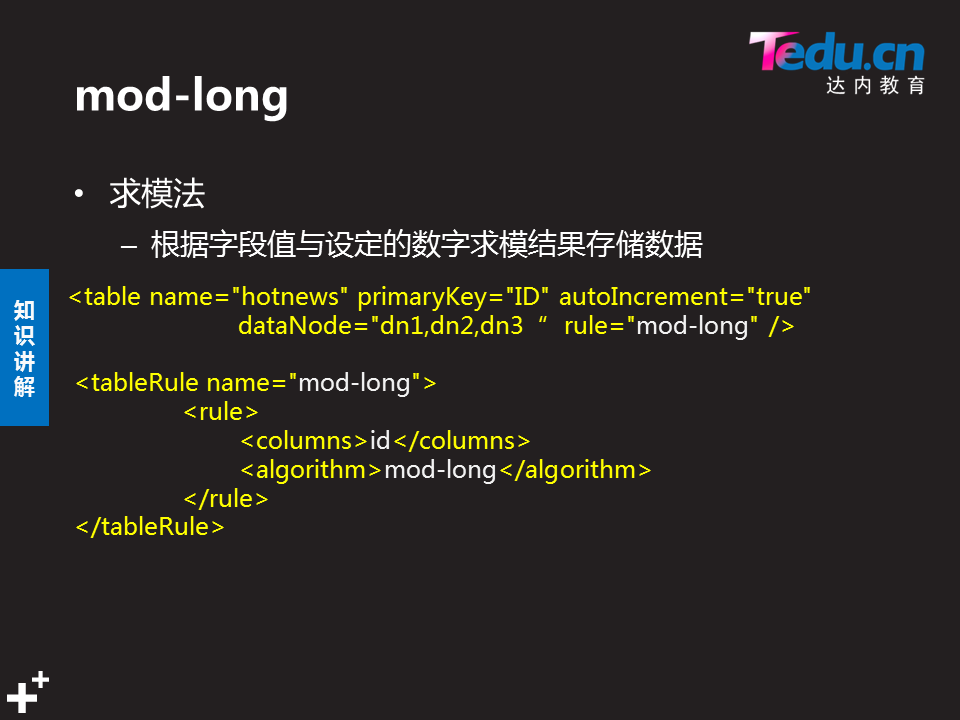 Tedu.cn
达内教育
mod-long
• 求模法
– 根据字段值与设定的数字求模结果存储数据
知识讲解
<table name="hotnews" primaryKey="ID" autoIncrement="true"
dataNode="dn1,dn2,dn3 “ rule="mod-long" />
<tableRule name="mod-long">
<rule>
<columns>id</columns>
<algorithm>mod-long</algorithm>
</rule>
</tableRule>